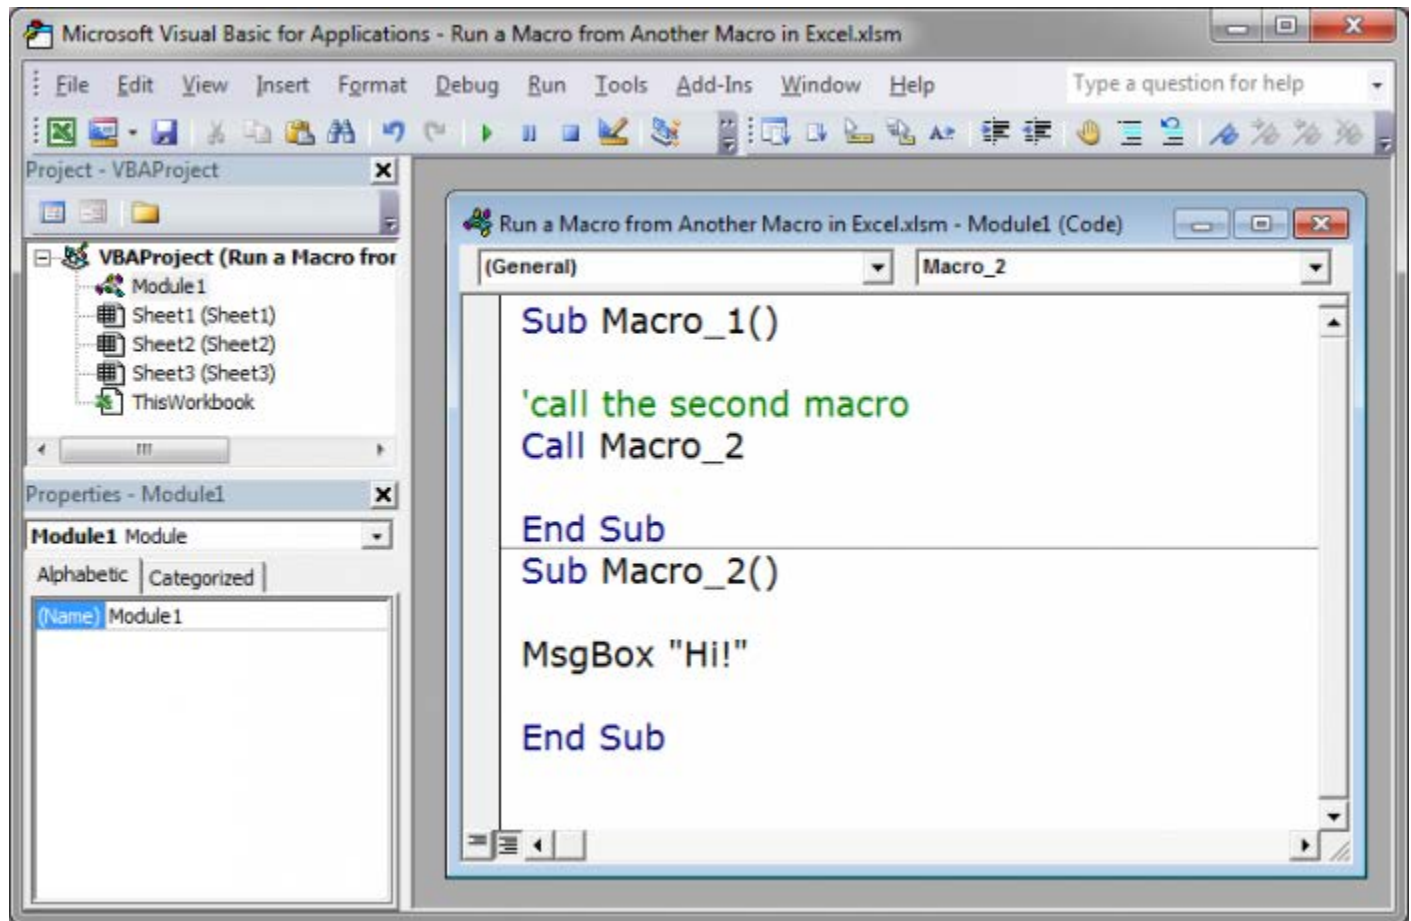 Microsoft Visual Basic for Applications - Run a Macro from Another Macro in Excel.xlsm
File Edit View Insert Format Debug Run Tools Add-Ins Window Help Type a question for help
Project - VBAProject
VBAProject (Run a Macro fror
Module1
Sheet1 (Sheet1)
Sheet2 (Sheet2)
Sheet3 (Sheet3)
ThisWorkbook
Properties - Module1
Module1 Module
Alphabetic Categorized
(Name) Module1
Run a Macro from Another Macro in Excel.xlsm - Module1 (Code)
(General) Macro_2
Sub Macro_1()
'call the second macro
Call Macro_2
End Sub
Sub Macro_2()
MsgBox "Hi!"
End Sub